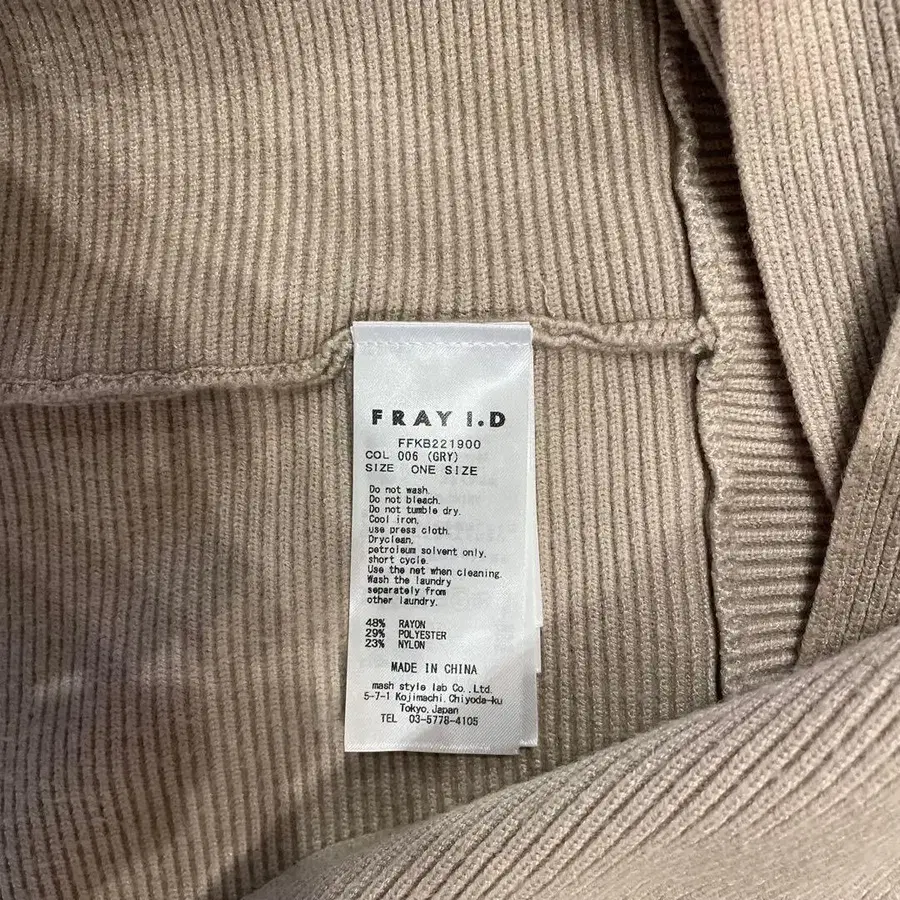 FRAY I.D
FFKB221900
COL 006 (GRY)
SIZE ONE SIZE
Do not wash.
Do not bleach.
Do not tumble dry.
Cool iron.
use press cloth.
Dryclean,
petroleum solvent only,
short cycle.
Use the net when cleaning.
Wash the laundry
separately from
other laundry.
48% RAYON
29% POLYESTER
23% NYLON
MADE IN CHINA
mash style lab Co.,Ltd.
5-7-1 Kojimachi,Chiyoda-ku
Tokyo,Japan
TEL 03-5778-4105